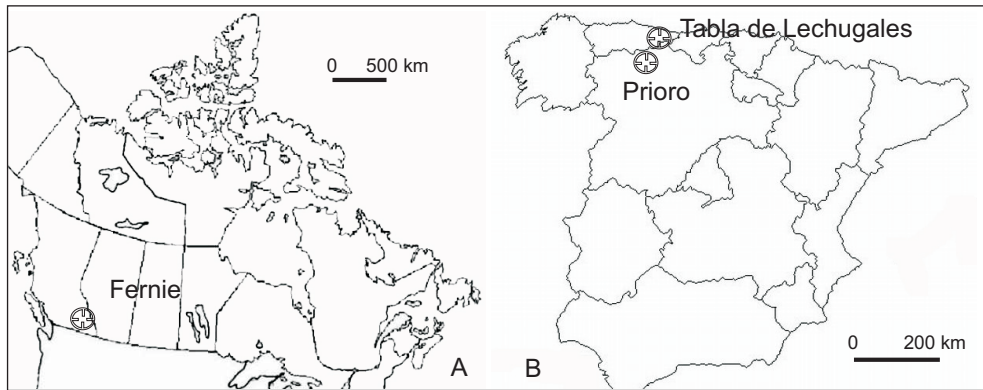 0 500 km
Fernie
A
Tabla de Lechugales
Prioro
0 200 km
B